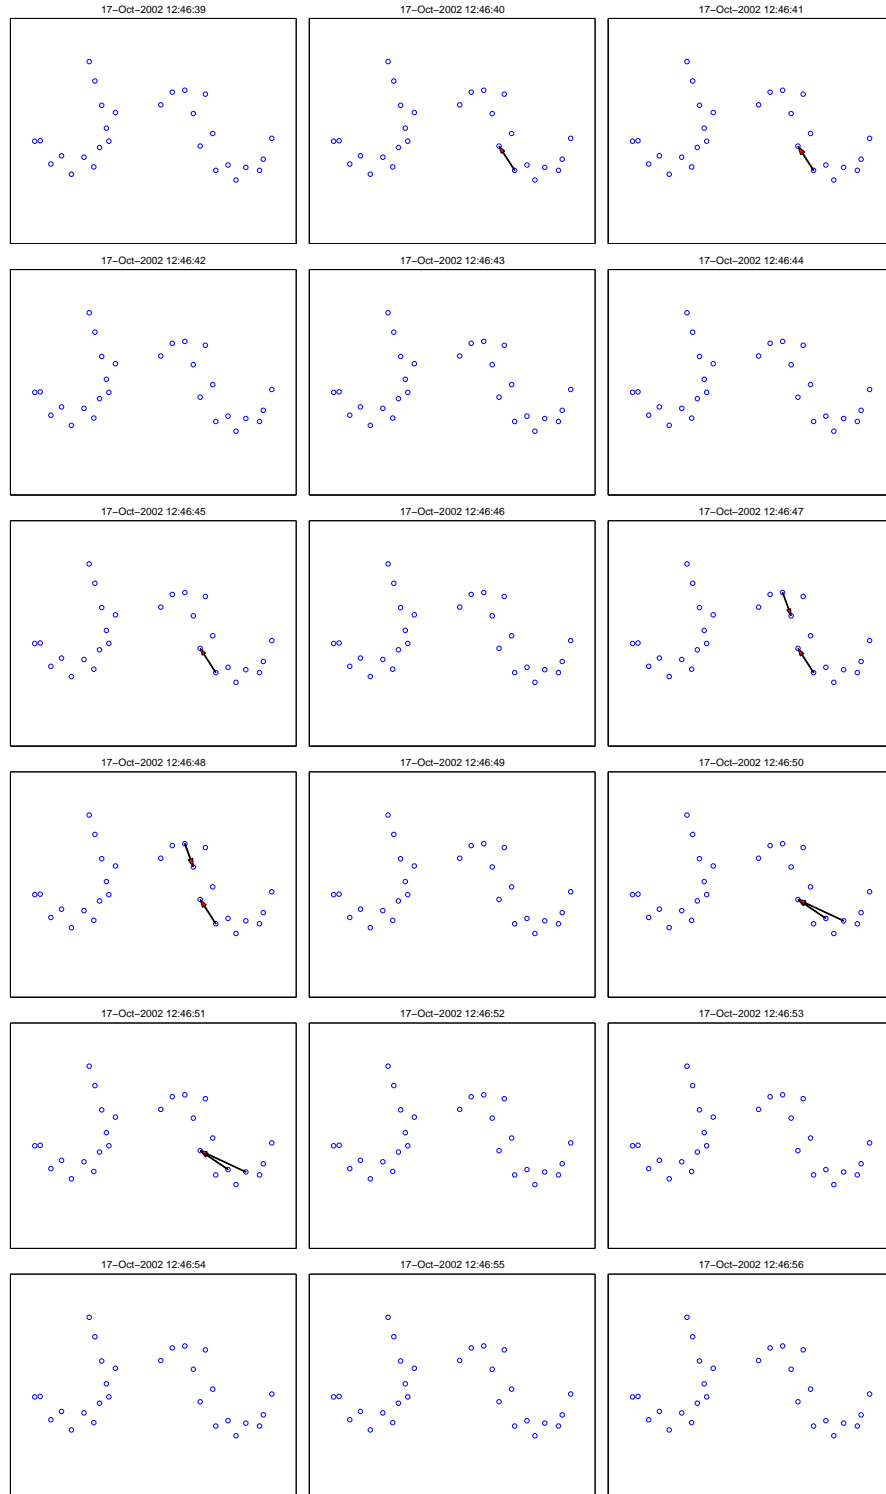 17–Oct–2002 12:46:39
17–Oct–2002 12:46:40
17–Oct–2002 12:46:41
17–Oct–2002 12:46:42
17–Oct–2002 12:46:43
17–Oct–2002 12:46:44
17–Oct–2002 12:46:45
17–Oct–2002 12:46:46
17–Oct–2002 12:46:47
17–Oct–2002 12:46:48
17–Oct–2002 12:46:49
17–Oct–2002 12:46:50
17–Oct–2002 12:46:51
17–Oct–2002 12:46:52
17–Oct–2002 12:46:53
17–Oct–2002 12:46:54
17–Oct–2002 12:46:55
17–Oct–2002 12:46:56